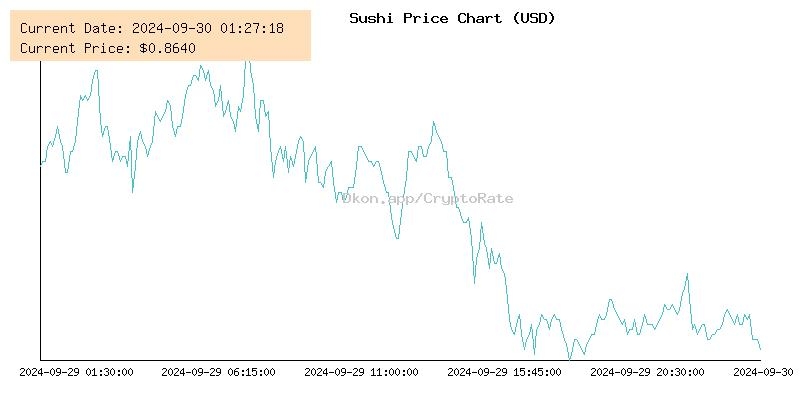 Sushi Price Chart (USD)
Current Date: 2024-09-30 01:27:18
Current Price: $0.8640
0kon.app/CryptoRate
2024-09-29 01:30:00 2024-09-29 06:15:00 2024-09-29 11:00:00 2024-09-29 15:45:00 2024-09-29 20:30:00 2024-09-30